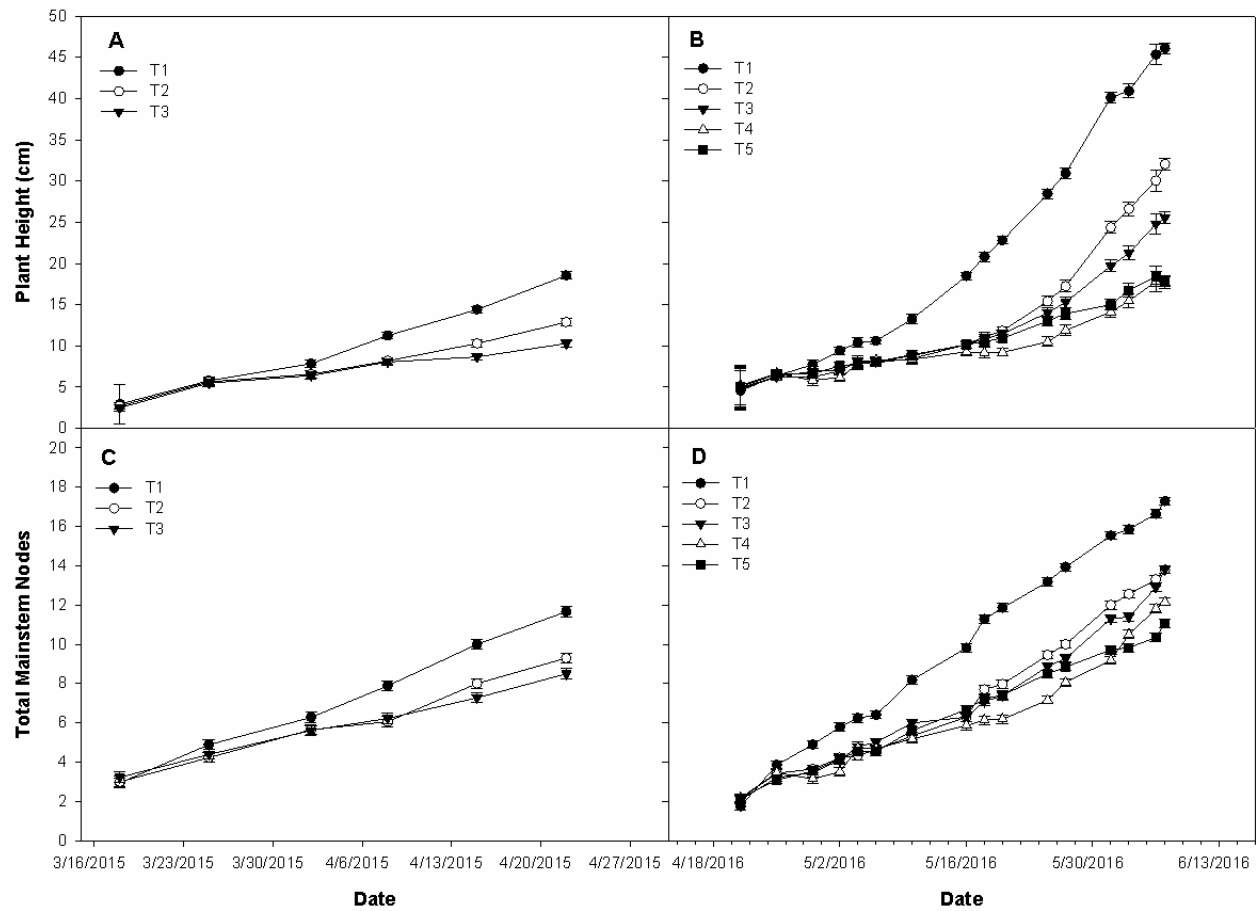 A
T1
T2
T3
B
T1
T2
T3
T4
T5
Plant Height (cm)
50
45
40
35
30
25
20
15
10
5
0
C
T1
T2
T3
D
T1
T2
T3
T4
T5
Total Mainstem Nodes
20
18
16
14
12
10
8
6
4
2
0
3/16/2015 3/23/2015 3/30/2015 4/6/2015 4/13/2015 4/20/2015 4/27/2015
4/18/2016 5/2/2016 5/16/2016 5/30/2016 6/13/2016
Date
Date